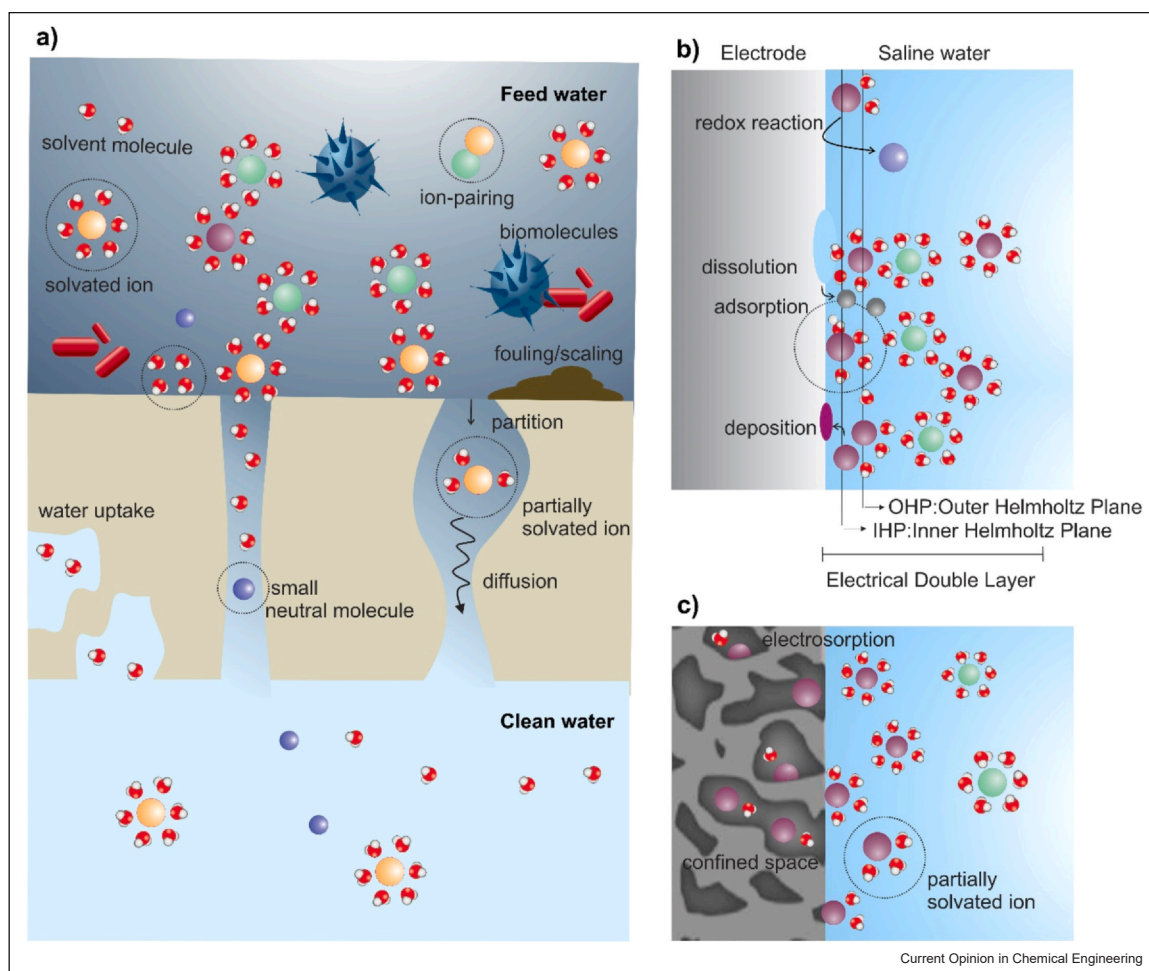 a)
Feed water
solvent molecule
ion-pairing
biomolecules
solvated ion
fouling/scaling
partition
partially
solvated ion
water uptake
diffusion
small
neutral molecule
Clean water
b)
Electrode
Saline water
redox reaction
dissolution
adsorption
deposition
OHP:Outer Helmholtz Plane
IHP:Inner Helmholtz Plane
Electrical Double Layer
c)
electrosorption
confined space
partially
solvated ion
Current Opinion in Chemical Engineering